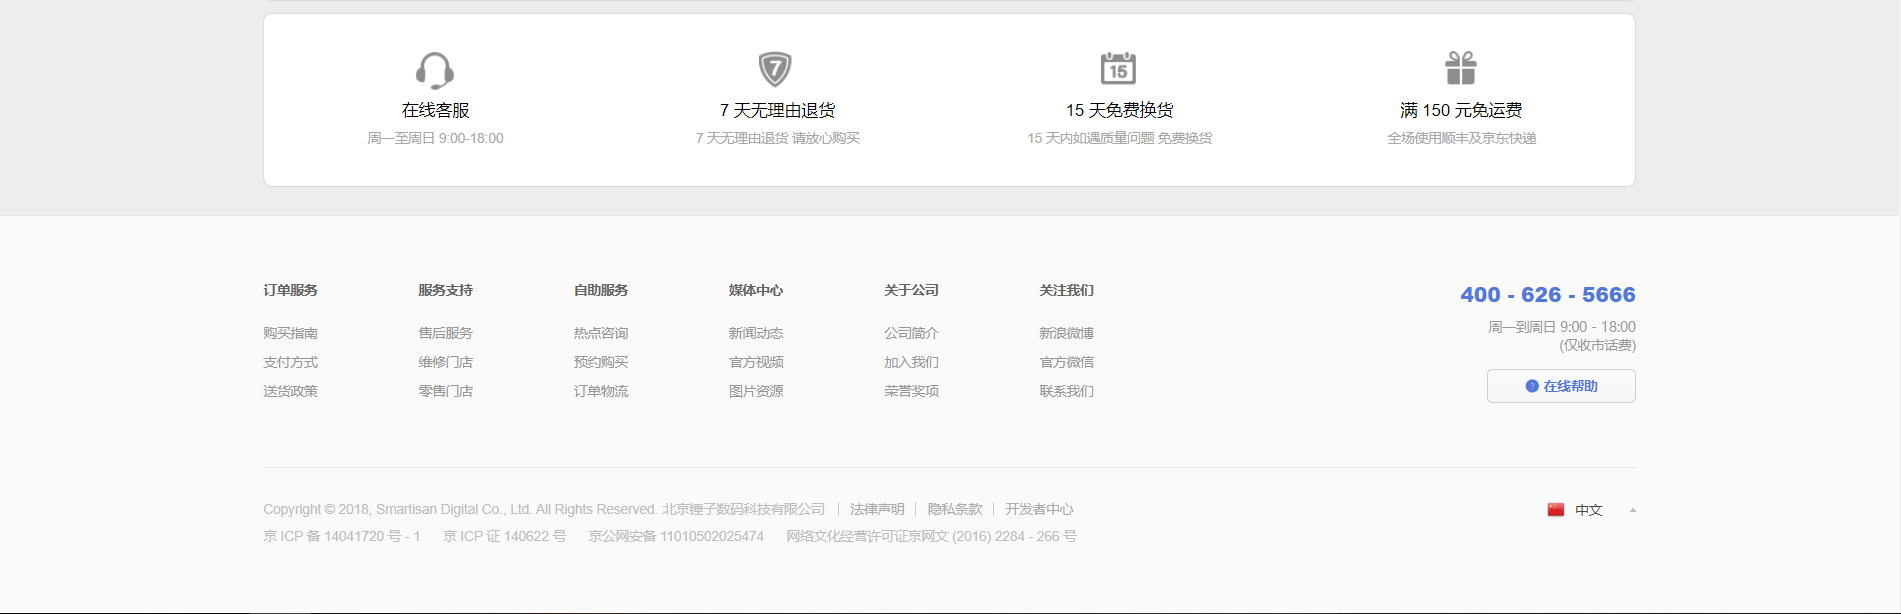 7
15
在线客服
7 天无理由退货
15 天免费换货
满 150 元免运费
周一至周日 9:00-18:00
7 天无理由退货 请放心购买
15 天内如遇质量问题 免费换货
全场使用顺丰及京东快递
订单服务
服务支持
自助服务
媒体中心
关于公司
关注我们
400 - 626 - 5666
购买指南
售后服务
热点咨询
新闻动态
公司简介
新浪微博
周一到周日 9:00 - 18:00
(仅收市话费)
支付方式
维修门店
预约购买
官方视频
加入我们
官方微信
送货政策
零售门店
订单物流
图片资源
荣誉奖项
联系我们
? 在线帮助
Copyright © 2018, Smartisan Digital Co., Ltd. All Rights Reserved. 北京锤子数码科技有限公司 | 法律声明 | 隐私条款 | 开发者中心
中文
京 ICP 备 14041720 号 - 1 京 ICP 证 140622 号 京公网安备 11010502025474 网络文化经营许可证京网文 (2016) 2284 - 266 号